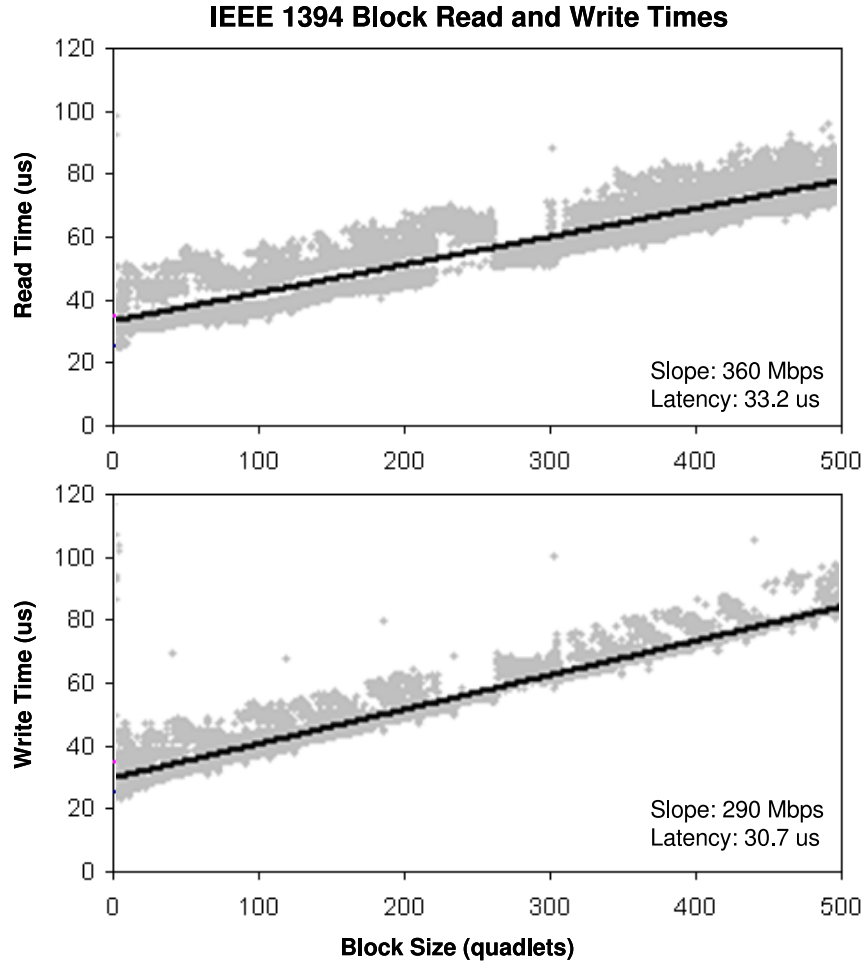 IEEE 1394 Block Read and Write Times
120
100
80
60
40
20
0
Read Time (us)
Slope: 360 Mbps
Latency: 33.2 us
0 100 200 300 400 500
120
100
80
60
40
20
0
Write Time (us)
Slope: 290 Mbps
Latency: 30.7 us
0 100 200 300 400 500
Block Size (quadlets)